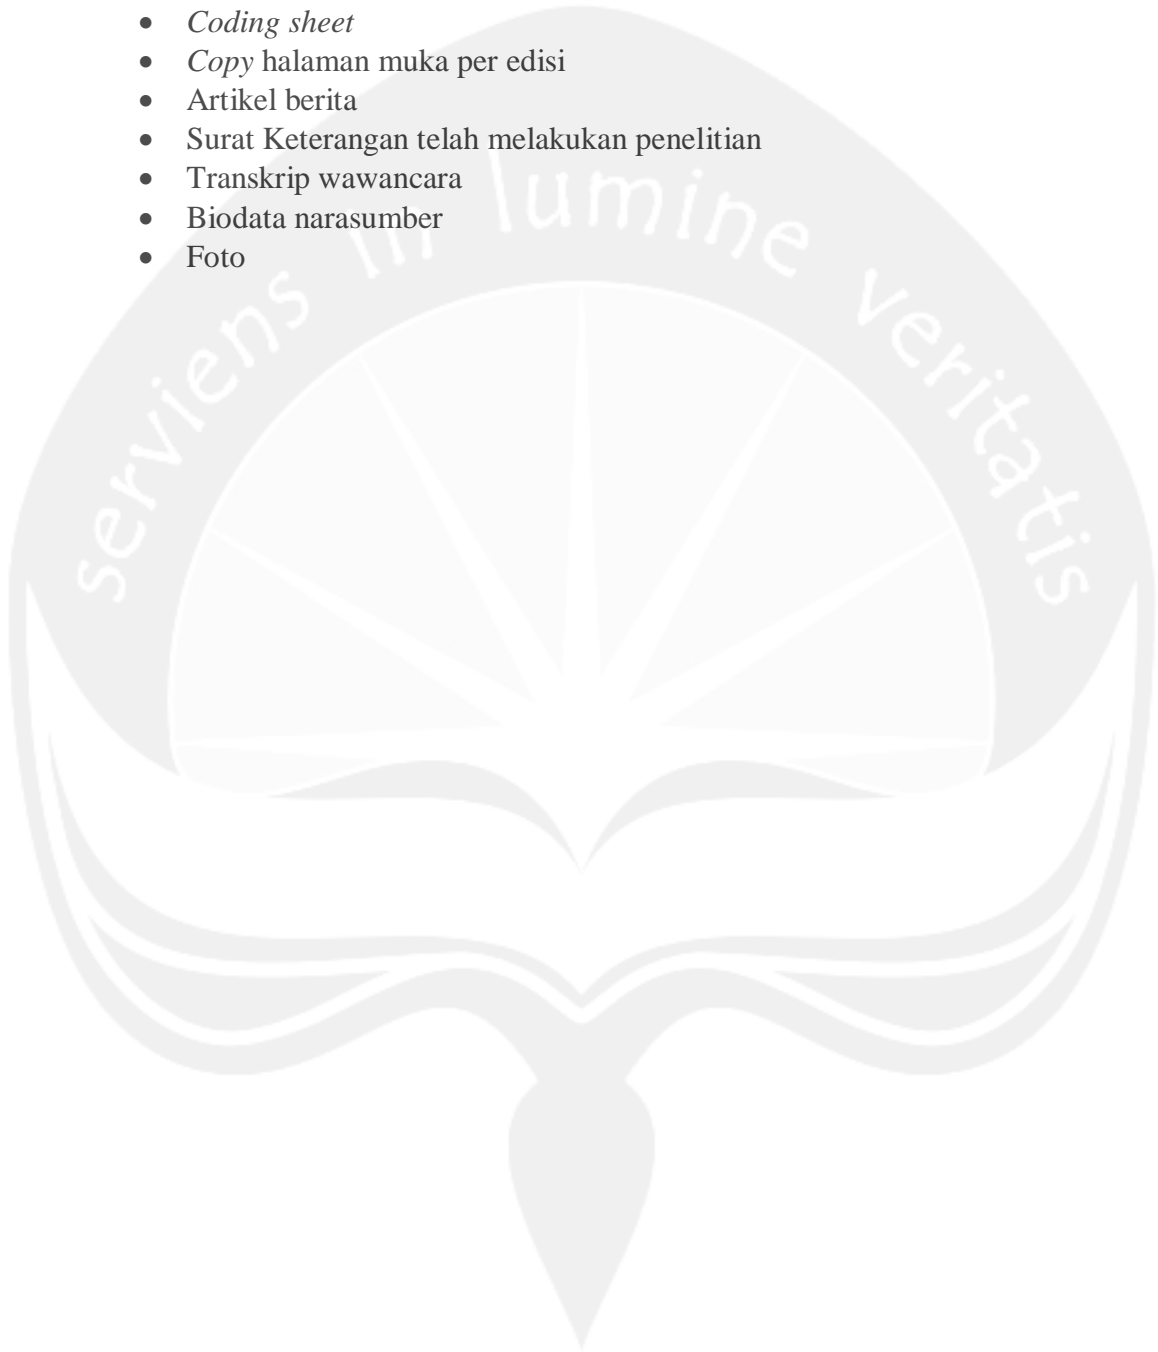 • Coding sheet
• Copy halaman muka per edisi
• Artikel berita
• Surat Keterangan telah melakukan penelitian
• Transkrip wawancara
• Biodata narasumber
• Foto
serviens in lumine veritatis